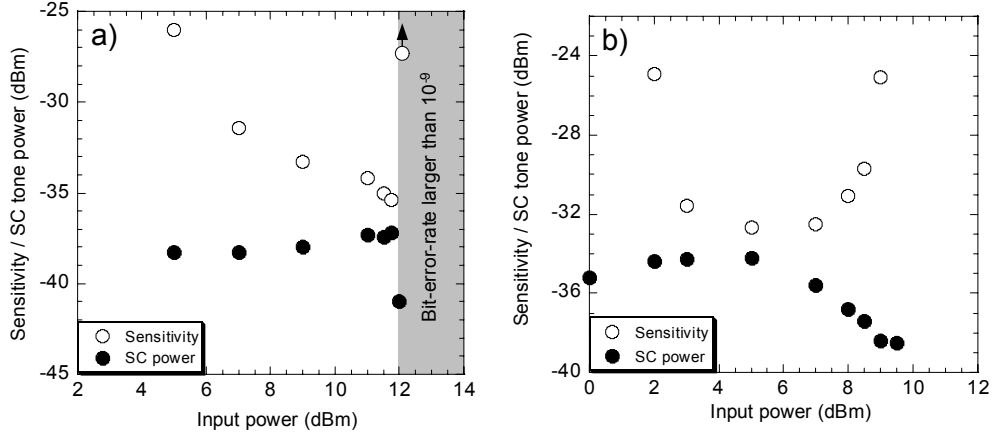 a)
Sensitivity / SC tone power (dBm)
-25
-30
-35
-40
-45
Bit-error-rate larger than 10⁻⁹
Sensitivity
SC power
2 4 6 8 10 12 14
Input power (dBm)
b)
Sensitivity / SC tone power (dBm)
-24
-28
-32
-36
-40
Sensitivity
SC power
0 2 4 6 8 10 12
Input power (dBm)